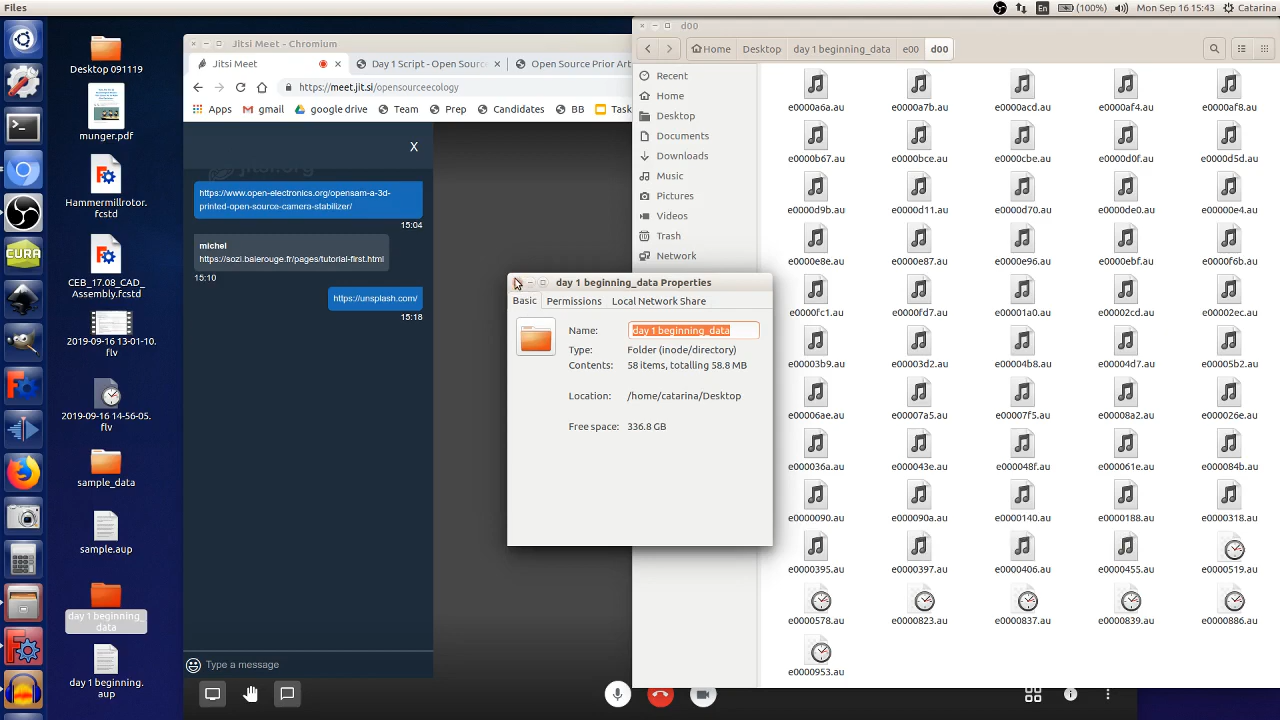 Files
En
(100%)
Mon Sep 16 15:43
Catarina
Desktop 091119
munger.pdf
Hammermillrotor.
fcstd
CEB_17.08_CAD_
Assembly.fcstd
2019-09-16 13-01-10.
flv
2019-09-16 14-56-05.
flv
sample_data
sample.aup
day 1 beginning_
data
day 1 beginning.
aup
CURA
Jitsi Meet - Chromium
Jitsi Meet
Day 1 Script - Open Source
Open Source Prior Art
https://meet.jit.si/opensourceecology
Apps
gmail
google drive
Team
Prep
Candidates
BB
Task
X
jitsi.org
https://www.open-electronics.org/opensam-a-3d-
printed-open-source-camera-stabilizer/
15:04
michel
https://sozi.baierouge.fr/pages/tutorial-first.html
15:10
https://unsplash.com/
15:18
Type a message
day 1 beginning_data Properties
Basic
Permissions
Local Network Share
Name:
day 1 beginning_data
Type:
Folder (inode/directory)
Contents:
58 items, totalling 58.8 MB
Location:
/home/catarina/Desktop
Free space:
336.8 GB
d00
Home
Desktop
day 1 beginning_data
e00
d00
Recent
Home
Desktop
Documents
Downloads
Music
Pictures
Videos
Trash
Network
e0000a6a.au
e0000a7b.au
e0000acd.au
e0000af4.au
e0000af8.au
e0000b67.au
e0000bce.au
e0000cbe.au
e0000d0f.au
e0000d5d.au
e0000d9b.au
e0000d11.au
e0000d70.au
e0000de0.au
e0000e4.au
e0000e8e.au
e0000e87.au
e0000e96.au
e0000ebf.au
e0000f6b.au
e0000fc1.au
e0000fd7.au
e00001a0.au
e00002cd.au
e00002ec.au
e00003b9.au
e00003d2.au
e00004b8.au
e00004d7.au
e00005b2.au
e00006ae.au
e00007a5.au
e00007f5.au
e00008a2.au
e000026e.au
e000036a.au
e000043e.au
e000048f.au
e000061e.au
e000084b.au
e0000090.au
e000090a.au
e0000140.au
e0000188.au
e0000318.au
e0000395.au
e0000397.au
e0000406.au
e0000455.au
e0000519.au
e0000578.au
e0000823.au
e0000837.au
e0000839.au
e0000886.au
e0000953.au